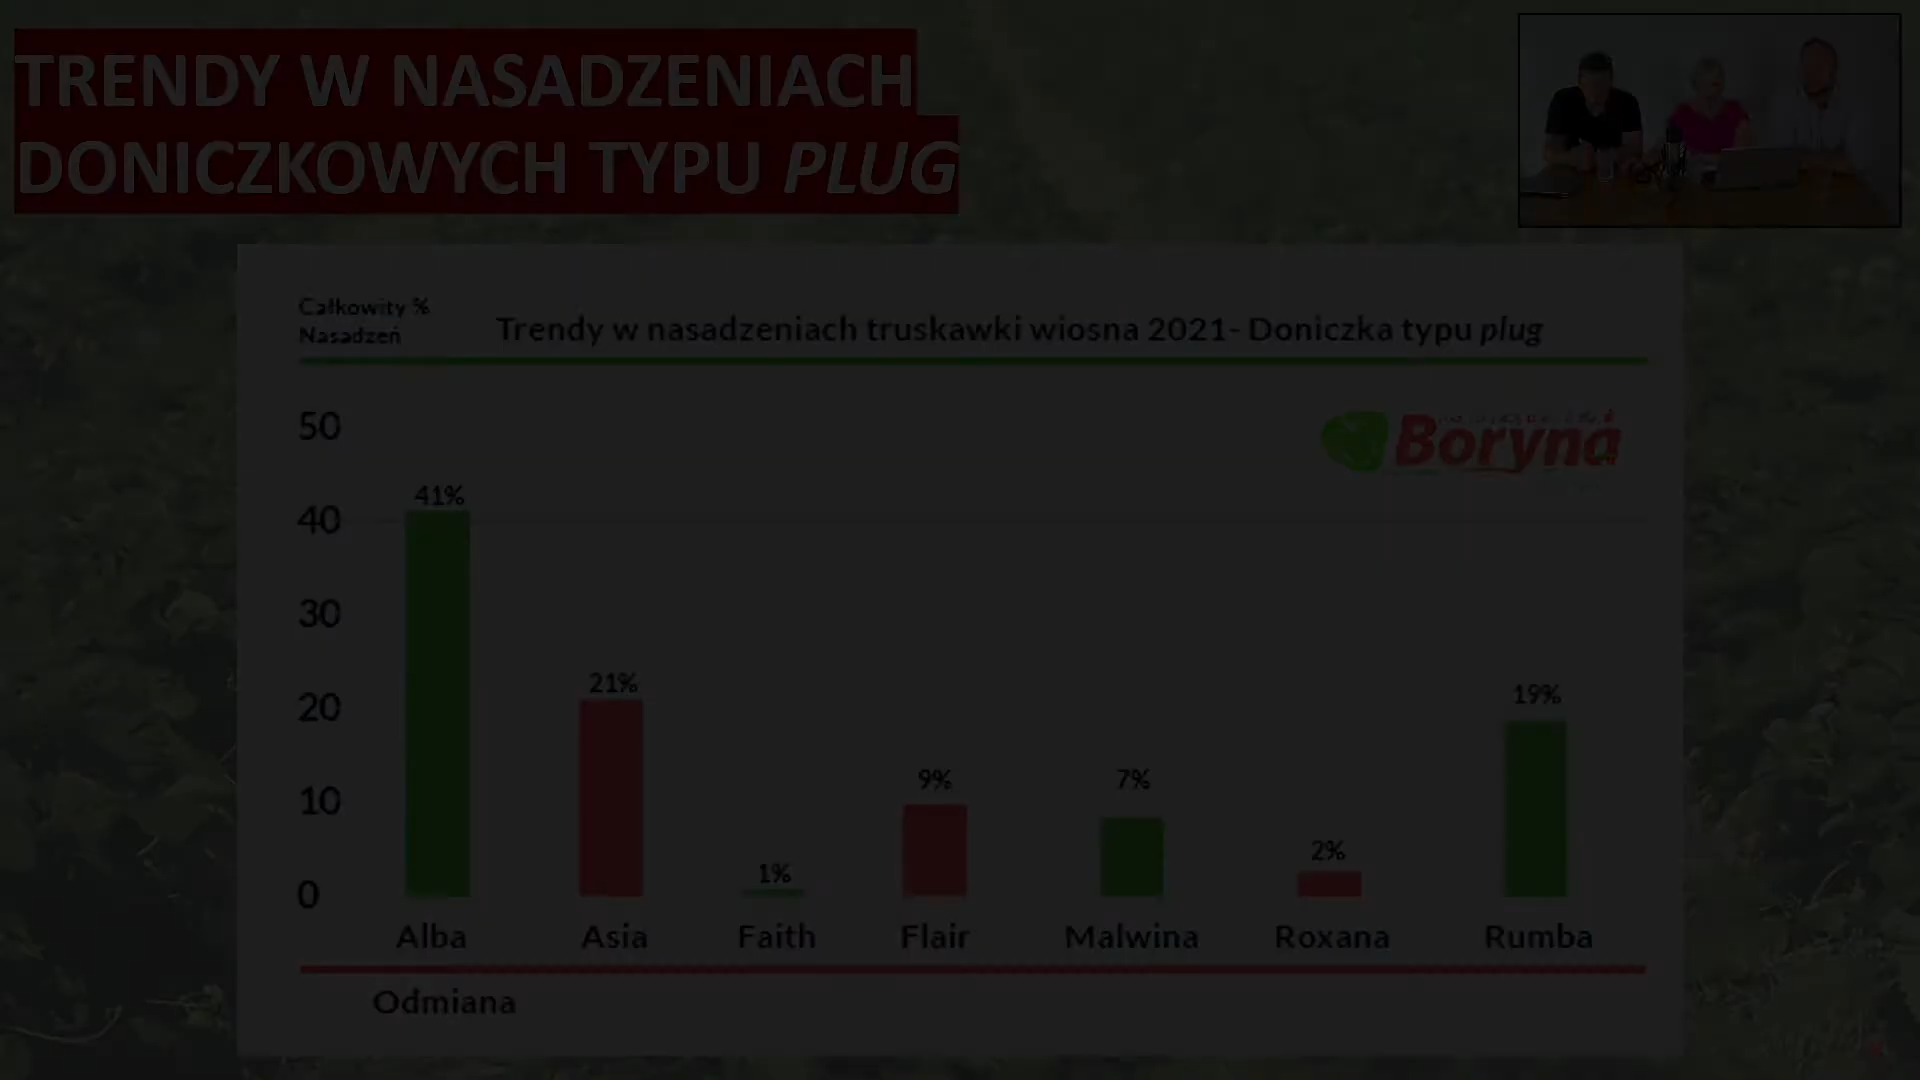 TRENDY W NASADZENIACH
DONICZKOWYCH TYPU PLUG
Całkowity %
Nasadzeń
Trendy w nasadzeniach truskawki wiosna 2021- Doniczka typu plug
Boryna
50
40
30
20
10
0
41%
21%
1%
9%
7%
2%
19%
Alba Asia Faith Flair Malwina Roxana Rumba
Odmiana